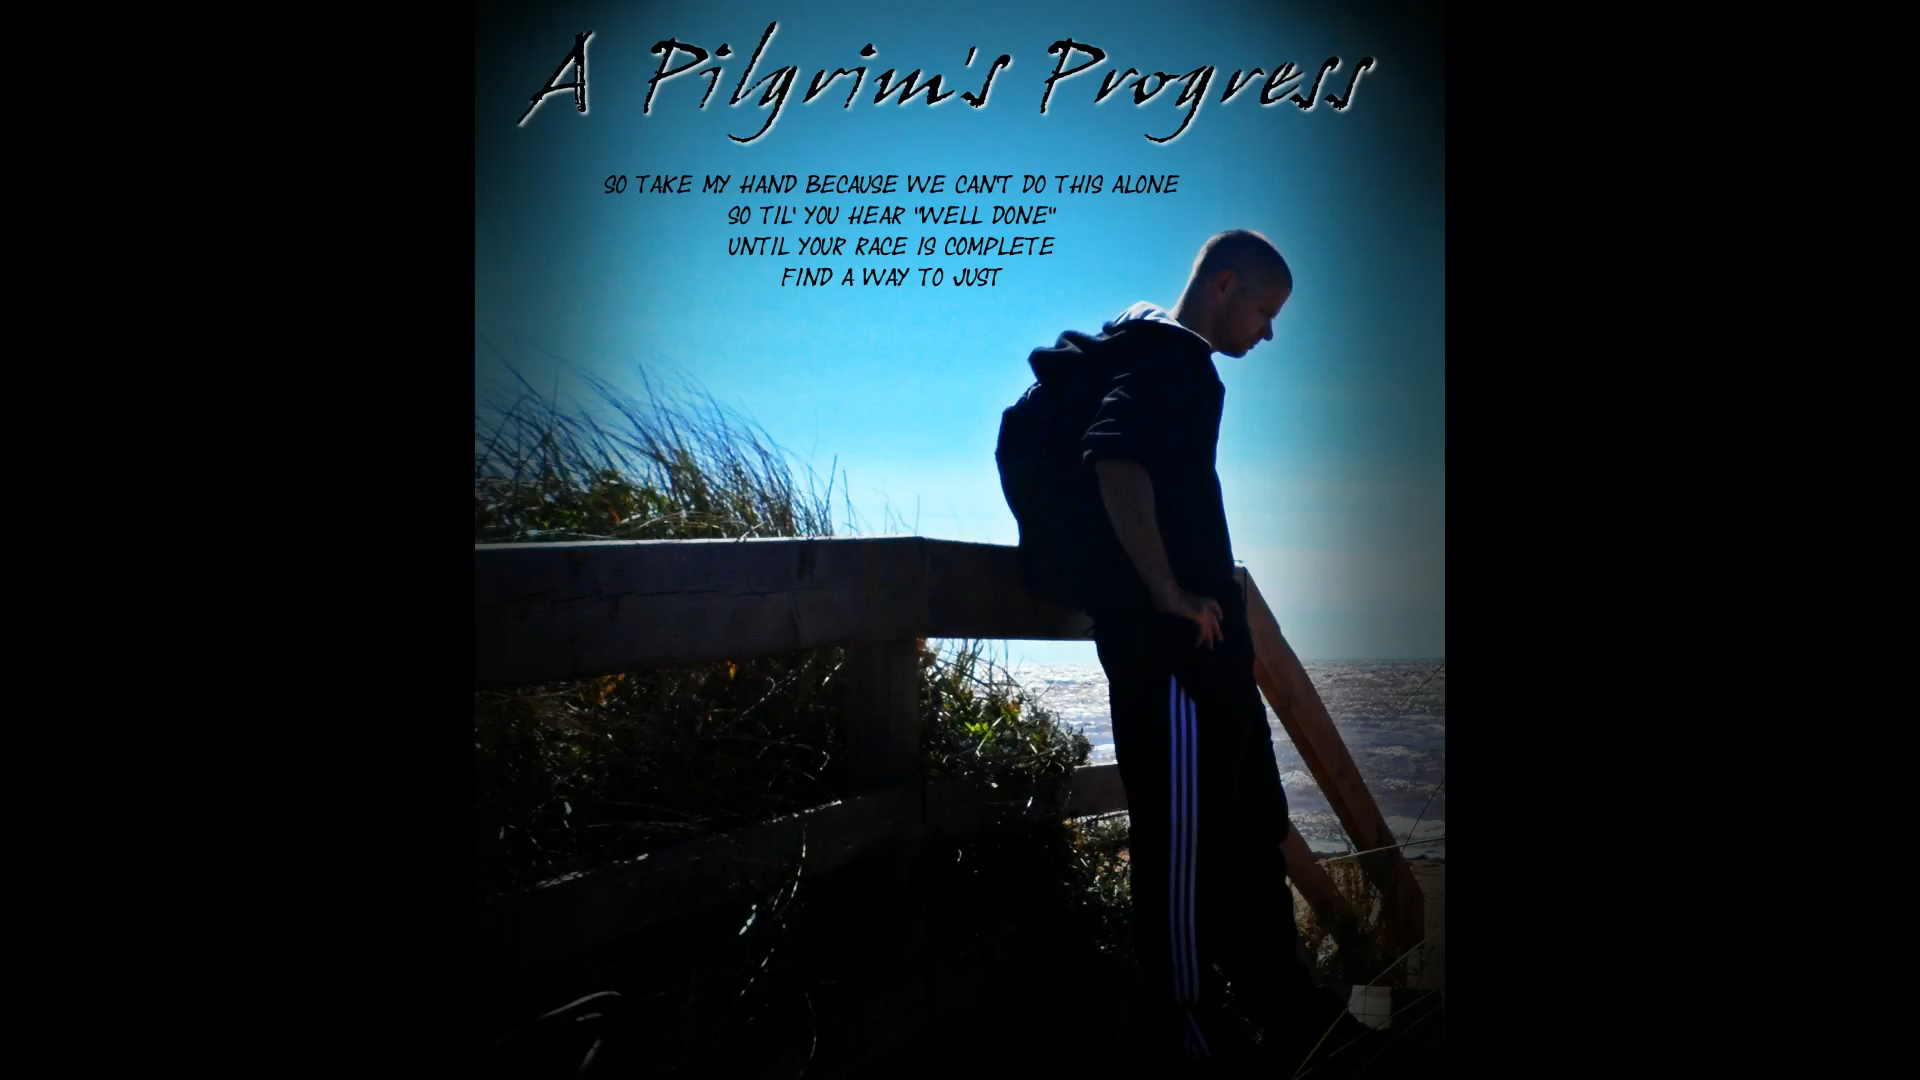 A Pilgrim's Progress
SO TAKE MY HAND BECAUSE WE CAN'T DO THIS ALONE
SO TIL' YOU HEAR "WELL DONE"
UNTIL YOUR RACE IS COMPLETE
FIND A WAY TO JUST